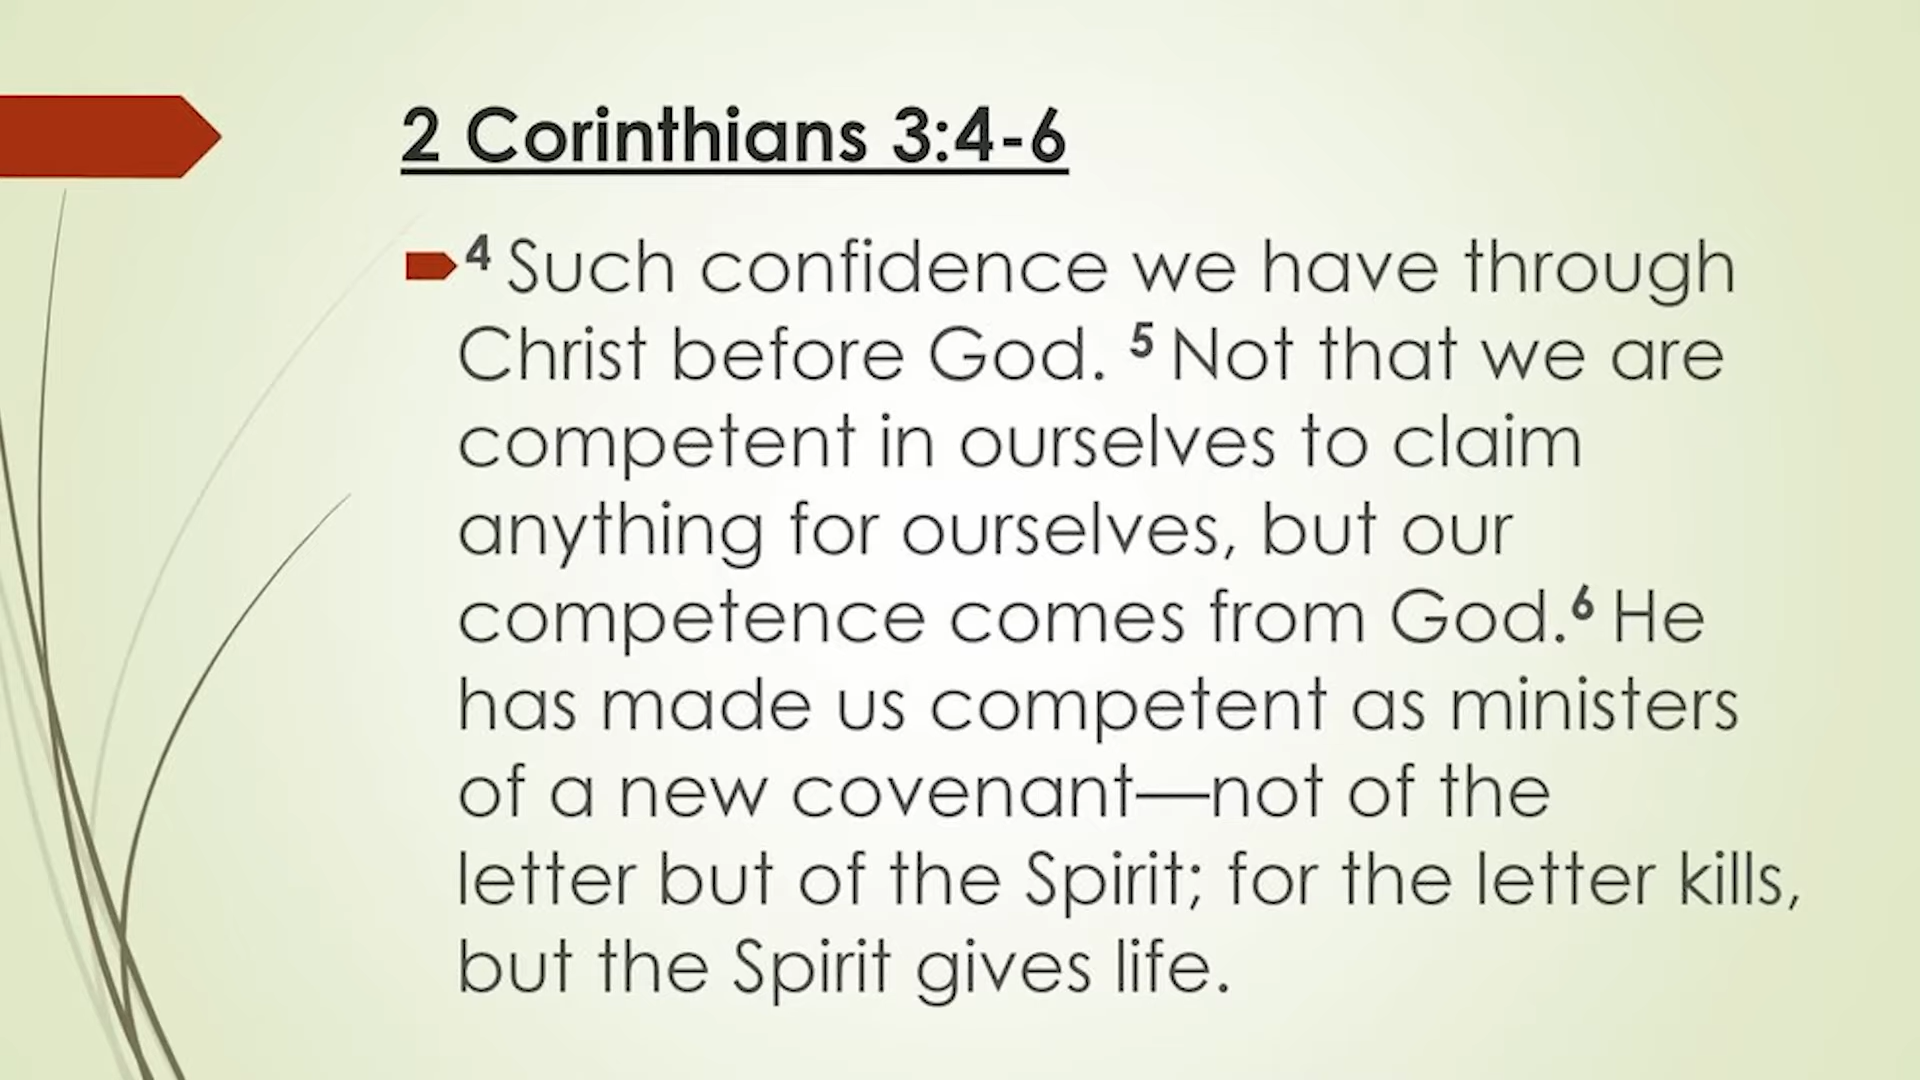 2 Corinthians 3:4-6
4 Such confidence we have through
Christ before God. 5 Not that we are
competent in ourselves to claim
anything for ourselves, but our
competence comes from God.6 He
has made us competent as ministers
of a new covenant—not of the
letter but of the Spirit; for the letter kills,
but the Spirit gives life.